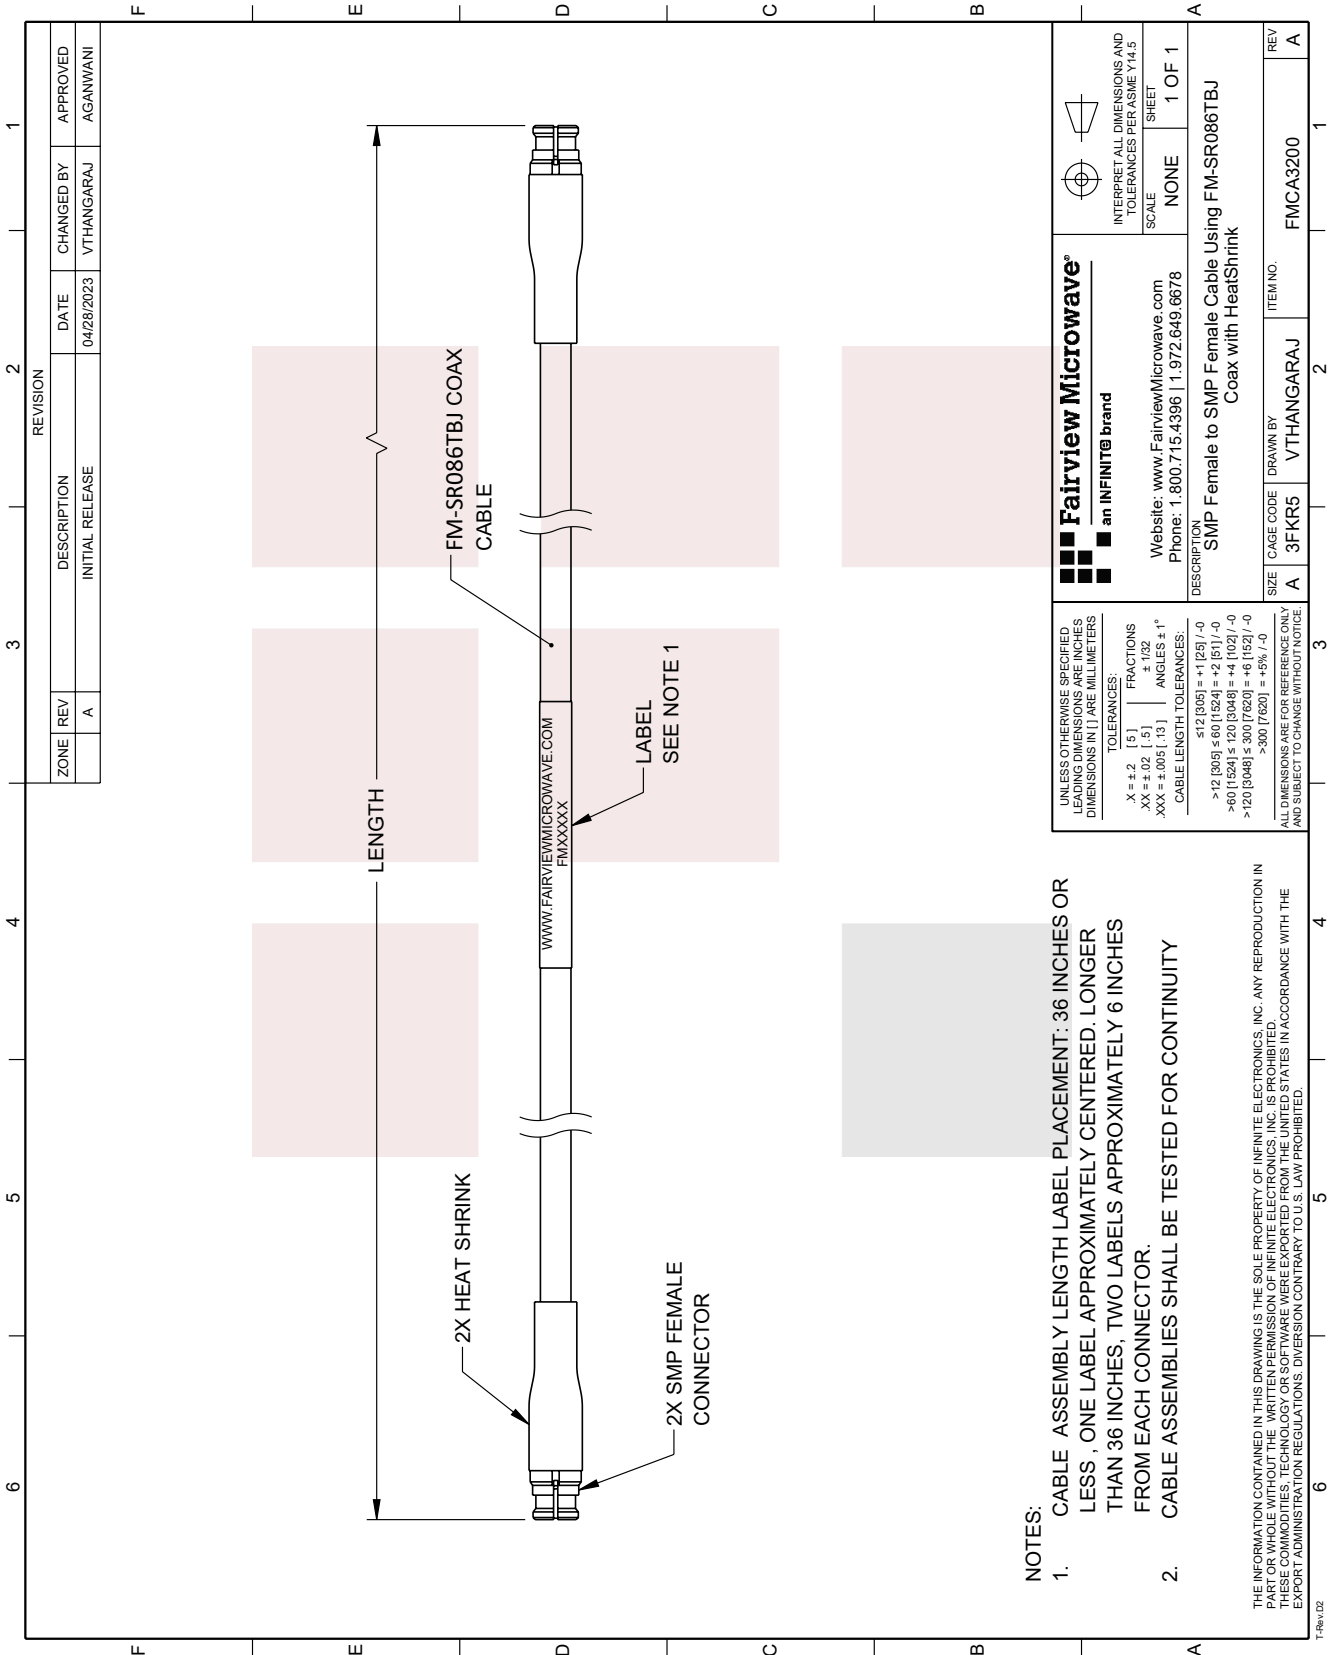 6
5
4
3
2
1
F
E
D
C
B
A
F
E
D
C
B
A
REVISION
ZONE REV DESCRIPTION DATE CHANGED BY APPROVED
A INITIAL RELEASE 04/28/2023 VTHANGARAJ AGANWANI
LENGTH
2X HEAT SHRINK
FM-SR086TBJ COAX
CABLE
WWW.FAIRVIEWMICROWAVE.COM
FMXXXXX
LABEL
SEE NOTE 1
2X SMP FEMALE
CONNECTOR
NOTES:
1. CABLE ASSEMBLY LENGTH LABEL PLACEMENT: 36 INCHES OR
LESS , ONE LABEL APPROXIMATELY CENTERED. LONGER
THAN 36 INCHES, TWO LABELS APPROXIMATELY 6 INCHES
FROM EACH CONNECTOR.
2. CABLE ASSEMBLIES SHALL BE TESTED FOR CONTINUITY
THE INFORMATION CONTAINED IN THIS DRAWING IS THE SOLE PROPERTY OF INFINITE ELECTRONICS, INC. ANY REPRODUCTION IN
PART OR WHOLE WITHOUT THE WRITTEN PERMISSION OF INFINITE ELECTRONICS, INC. IS PROHIBITED.
THESE COMMODITIES, TECHNOLOGY OR SOFTWARE WERE EXPORTED FROM THE UNITED STATES IN ACCORDANCE WITH THE
EXPORT ADMINISTRATION REGULATIONS. DIVERSION CONTRARY TO U.S. LAW PROHIBITED.
UNLESS OTHERWISE SPECIFIED
LEADING DIMENSIONS ARE INCHES
DIMENSIONS IN [ ] ARE MILLIMETERS
TOLERANCES:
.X = ±.2 [ 5 ] FRACTIONS
.XX = ±.02 [ .5 ] ± 1/32
.XXX = ±.005 [ .13 ] ANGLES ± 1°
CABLE LENGTH TOLERANCES:
≤12 [305] = +1 [25] / -0
>12 [305] ≤ 60 [1524] = +2 [51] / -0
>60 [1524] ≤ 120 [3048] = +4 [102] / -0
>120 [3048] ≤ 300 [7620] = +6 [152] / -0
>300 [7620] = +5% / -0
ALL DIMENSIONS ARE FOR REFERENCE ONLY
AND SUBJECT TO CHANGE WITHOUT NOTICE.
Fairview Microwave®
an INFINIT@ brand
Website: www.FairviewMicrowave.com
Phone: 1.800.715.4396 | 1.972.649.6678
INTERPRET ALL DIMENSIONS AND
TOLERANCES PER ASME Y14.5
SCALE NONE
SHEET 1 OF 1
DESCRIPTION
SMP Female to SMP Female Cable Using FM-SR086TBJ
Coax with HeatShrink
SIZE A
CAGE CODE 3FKR5
DRAWN BY VTHANGARAJ
ITEM NO. FMCA3200
REV A
6
5
4
3
2
1
T-Rev.D2